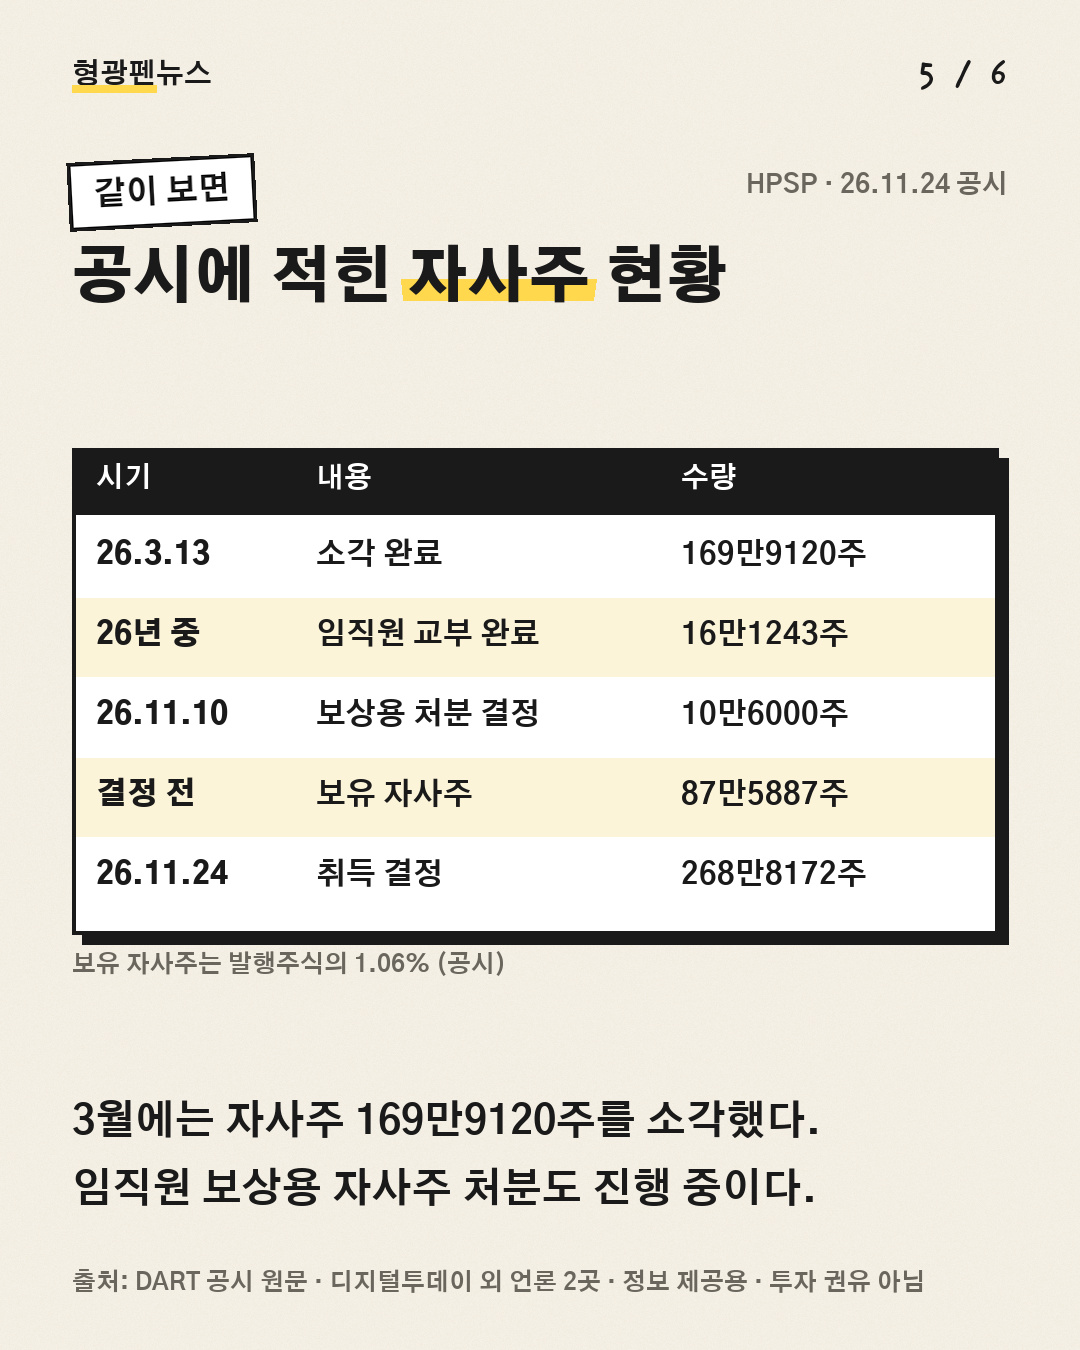 형광펜뉴스
5 / 6
같이 보면
HPSP · 26.11.24 공시
공시에 적힌 자사주 현황
시기 내용 수량
26.3.13 소각 완료 169만9120주
26년 중 임직원 교부 완료 16만1243주
26.11.10 보상용 처분 결정 10만6000주
결정 전 보유 자사주 87만5887주
26.11.24 취득 결정 268만8172주
보유 자사주는 발행주식의 1.06% (공시)
3월에는 자사주 169만9120주를 소각했다.
임직원 보상용 자사주 처분도 진행 중이다.
출처: DART 공시 원문 · 디지털투데이 외 언론 2곳 · 정보 제공용 · 투자 권유 아님